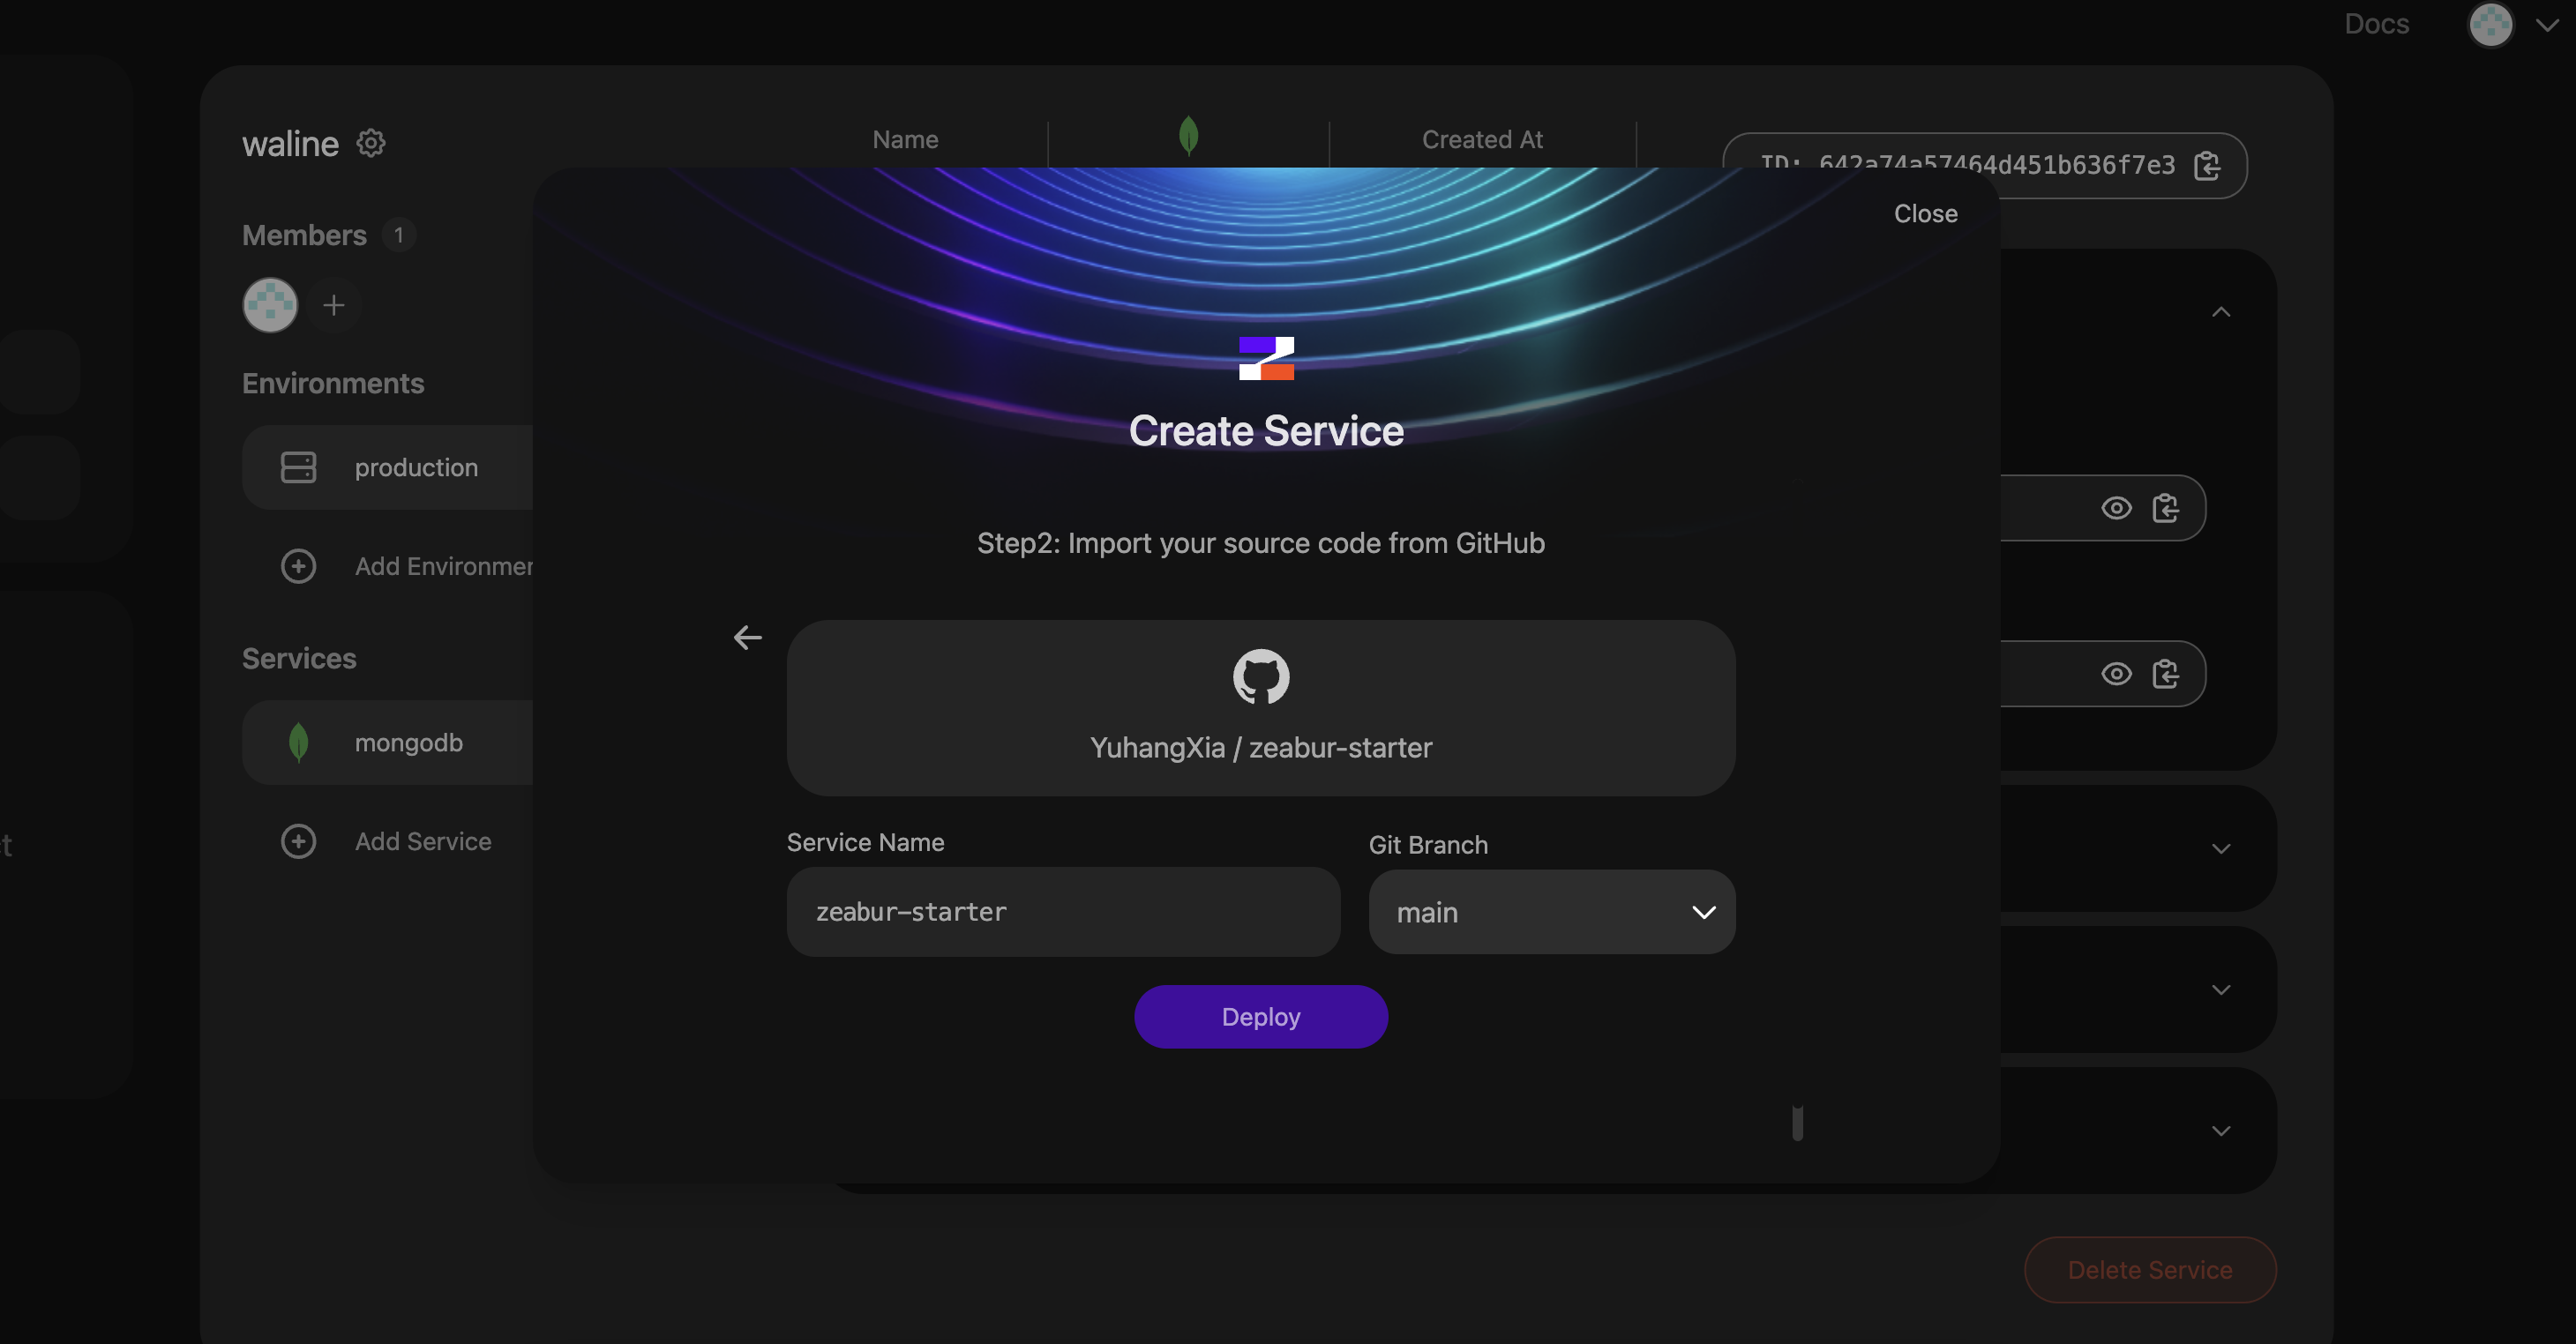 Docs
waline
Name
Created At
ID: 642a74a57464d451b636f7e3
Members 1
Environments
production
Services
mongodb
Add Service
Close
Create Service
Step2: Import your source code from GitHub
YuhangXia / zeabur-starter
Service Name
Git Branch
zeabur-starter
main
Deploy
Add
Delete Service